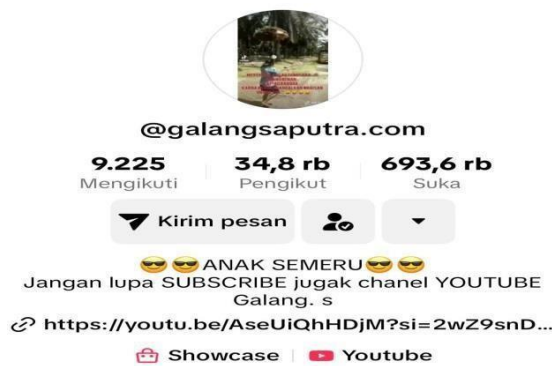 @galangsaputra.com
9.225 34,8 rb 693,6 rb
Mengikuti Pengikut Suka
Kirim pesan
😎😎ANAK SEMERU😎😎
Jangan lupa SUBSCRIBE jugak chanel YOUTUBE
Galang. s
https://youtu.be/AseUiQhHDjM?si=2wZ9snD...
Showcase Youtube